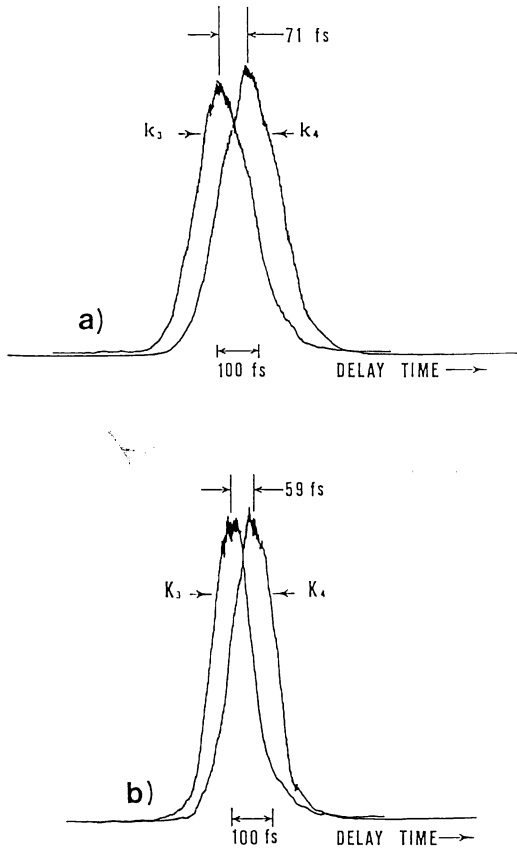 71 fs
k₃
k₄
a)
100 fs
DELAY TIME
59 fs
K₃
K₄
b)
100 fs
DELAY TIME